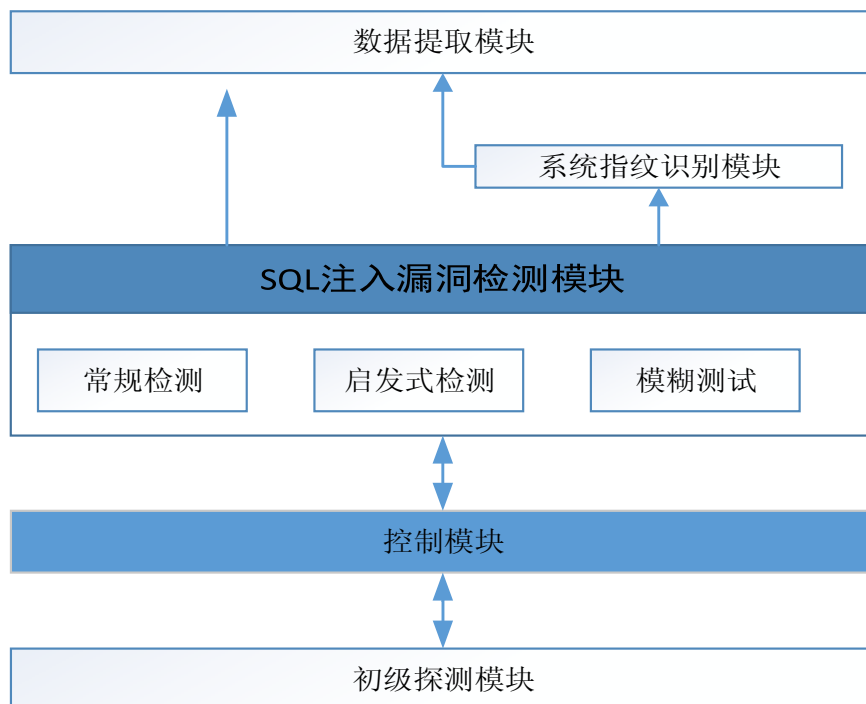 数据提取模块
系统指纹识别模块
SQL注入漏洞检测模块
常规检测
启发式检测
模糊测试
控制模块
初级探测模块